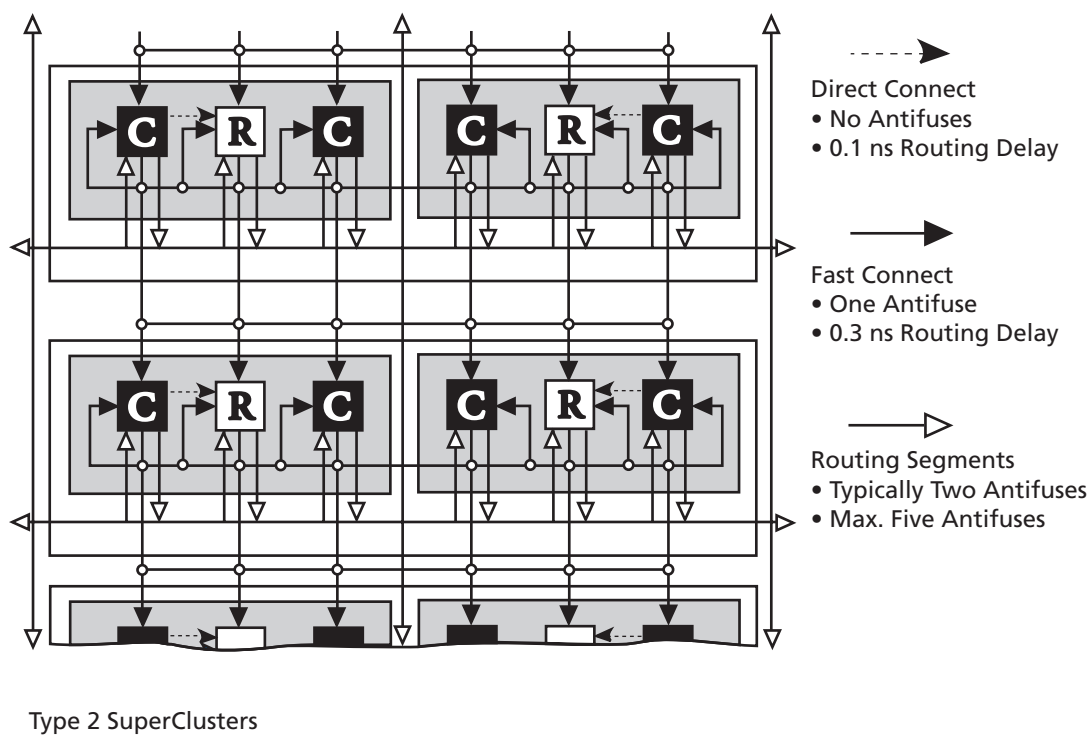 C R C C R C
Direct Connect
• No Antifuses
• 0.1 ns Routing Delay
Fast Connect
• One Antifuse
• 0.3 ns Routing Delay
C R C C R C
Routing Segments
• Typically Two Antifuses
• Max. Five Antifuses
Type 2 SuperClusters